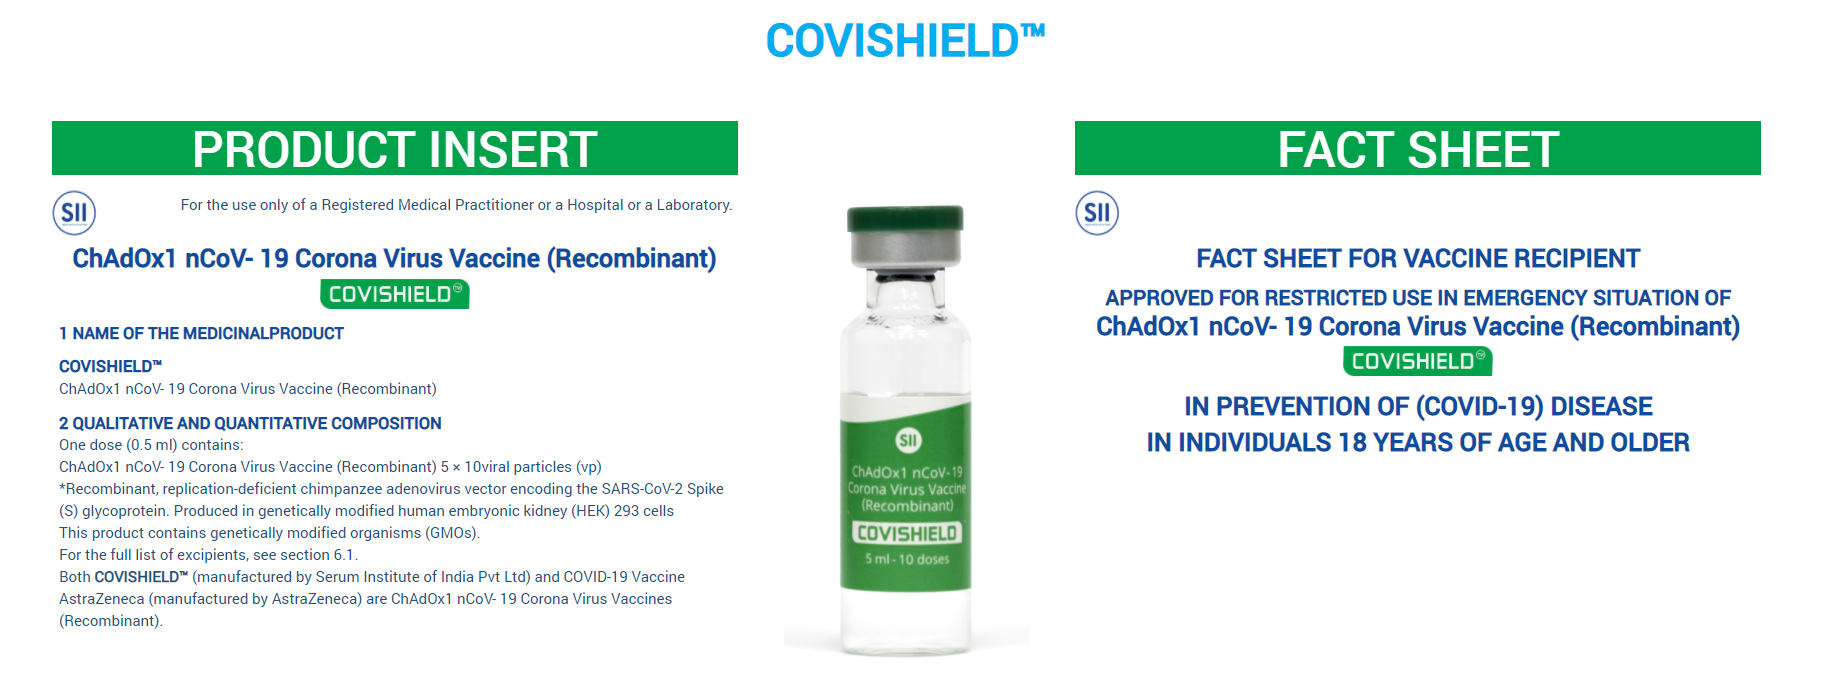 COVISHIELD™
PRODUCT INSERT
SII
For the use only of a Registered Medical Practitioner or a Hospital or a Laboratory.
ChAdOx1 nCoV- 19 Corona Virus Vaccine (Recombinant)
COVISHIELD™
1 NAME OF THE MEDICINALPRODUCT
COVISHIELD™
ChAdOx1 nCoV- 19 Corona Virus Vaccine (Recombinant)
2 QUALITATIVE AND QUANTITATIVE COMPOSITION
One dose (0.5 ml) contains:
ChAdOx1 nCoV- 19 Corona Virus Vaccine (Recombinant) 5 × 10viral particles (vp)
*Recombinant, replication-deficient chimpanzee adenovirus vector encoding the SARS-CoV-2 Spike
(S) glycoprotein. Produced in genetically modified human embryonic kidney (HEK) 293 cells
This product contains genetically modified organisms (GMOs).
For the full list of excipients, see section 6.1.
Both COVISHIELD™ (manufactured by Serum Institute of India Pvt Ltd) and COVID-19 Vaccine
AstraZeneca (manufactured by AstraZeneca) are ChAdOx1 nCoV- 19 Corona Virus Vaccines
(Recombinant).
SII
ChAdOx1 nCoV-19
Corona Virus Vaccine
(Recombinant)
COVISHIELD
5 ml - 10 doses
FACT SHEET
SII
FACT SHEET FOR VACCINE RECIPIENT
APPROVED FOR RESTRICTED USE IN EMERGENCY SITUATION OF
ChAdOx1 nCoV- 19 Corona Virus Vaccine (Recombinant)
COVISHIELD™
IN PREVENTION OF (COVID-19) DISEASE
IN INDIVIDUALS 18 YEARS OF AGE AND OLDER